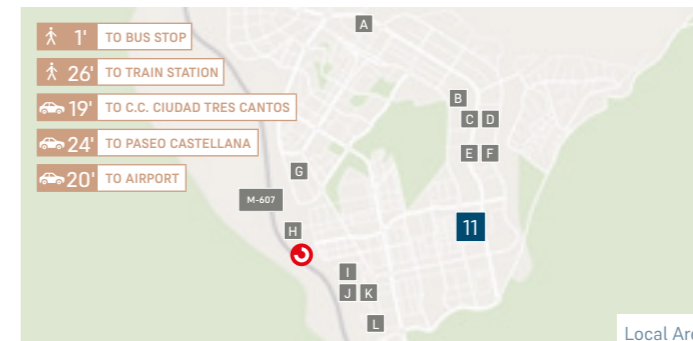 1' TO BUS STOP
26' TO TRAIN STATION
19' TO C.C. CIUDAD TRES CANTOS
24' TO PASEO CASTELLANA
20' TO AIRPORT
A
B
C D
E F
G
M-607
H
11
I
J K
L
Local Are